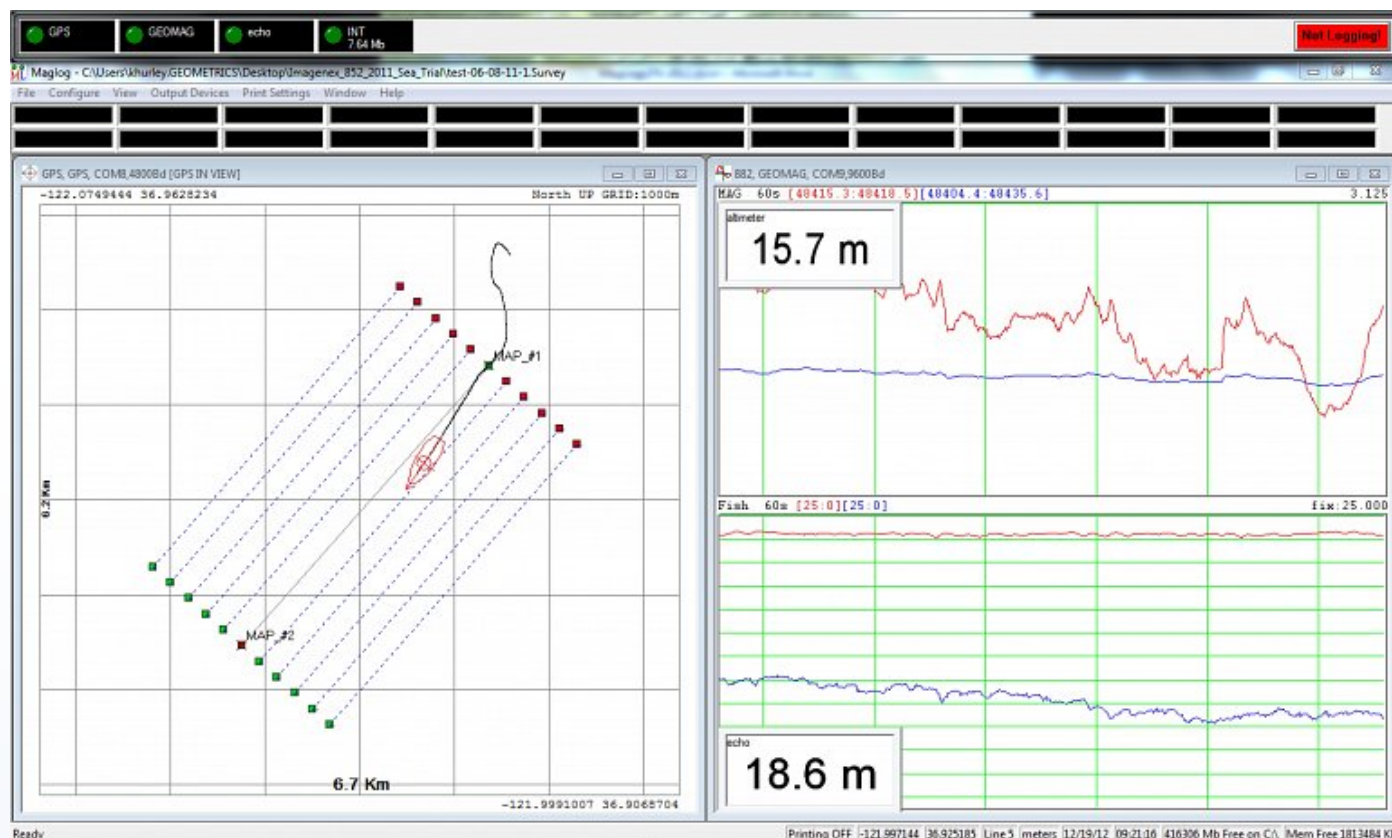 GPS GEOMAG echo INT
7.64 Mb
Not Logging!
Maglog - C:\Users\khurley.GEOMETRICS\Desktop\Imagenex_852_2011_Sea_Trial\test-06-08-11-1.Survey
File Configure View Output Devices Print Settings Window Help
GPS, GPS, COM8,4800Bd [GPS IN VIEW]
-122.0749444 36.9628234 North UP GRID:1000m
MAP_#1
6.2 Km
MAP_#2
6.7 Km
-121.9991007 36.9068704
882, GEOMAG, COM9,9600Bd
MAG 60s [48415.3:48418.5][48404.4:48435.6] 3.125
altmeter
15.7 m
Fish 60m [25:0][25:0] fix:25.000
echo
18.6 m
Ready Printing OFF -121.997144 36.925185 Line 5 meters 12/19/12 09:21:16 416306 Mb Free on C:\ Mem Free 1813484 K